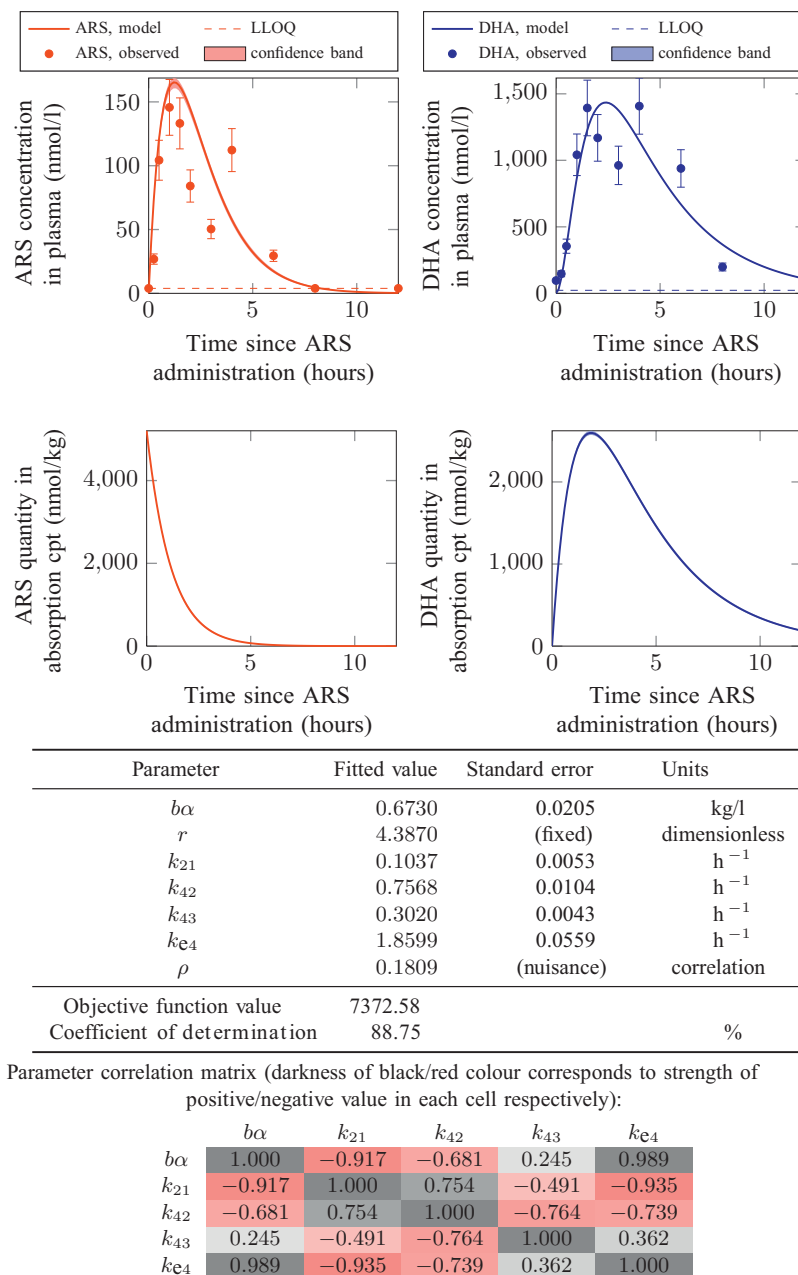 ARS, model
LLOQ
ARS, observed
confidence band
DHA, model
LLOQ
DHA, observed
confidence band
150
100
50
0
0
5
10
ARS concentration
in plasma (nmol/l)
Time since ARS
administration (hours)
1,500
1,000
500
0
0
5
10
DHA concentration
in plasma (nmol/l)
Time since ARS
administration (hours)
4,000
2,000
0
0
5
10
ARS quantity in
absorption cpt (nmol/kg)
Time since ARS
administration (hours)
2,000
1,000
0
0
5
10
DHA quantity in
absorption cpt (nmol/kg)
Time since ARS
administration (hours)
Parameter Fitted value Standard error Units
bα 0.6730 0.0205 kg/l
r 4.3870 (fixed) dimensionless
k21 0.1037 0.0053 h −1
k42 0.7568 0.0104 h −1
k43 0.3020 0.0043 h −1
ke4 1.8599 0.0559 h −1
ρ 0.1809 (nuisance) correlation
Objective function value 7372.58
Coefficient of determination 88.75 %
Parameter correlation matrix (darkness of black/red colour corresponds to strength of
positive/negative value in each cell respectively):
bα k21 k42 k43 ke4
bα 1.000 −0.917 −0.681 0.245 0.989
k21 −0.917 1.000 0.754 −0.491 −0.935
k42 −0.681 0.754 1.000 −0.764 −0.739
k43 0.245 −0.491 −0.764 1.000 0.362
ke4 0.989 −0.935 −0.739 0.362 1.000